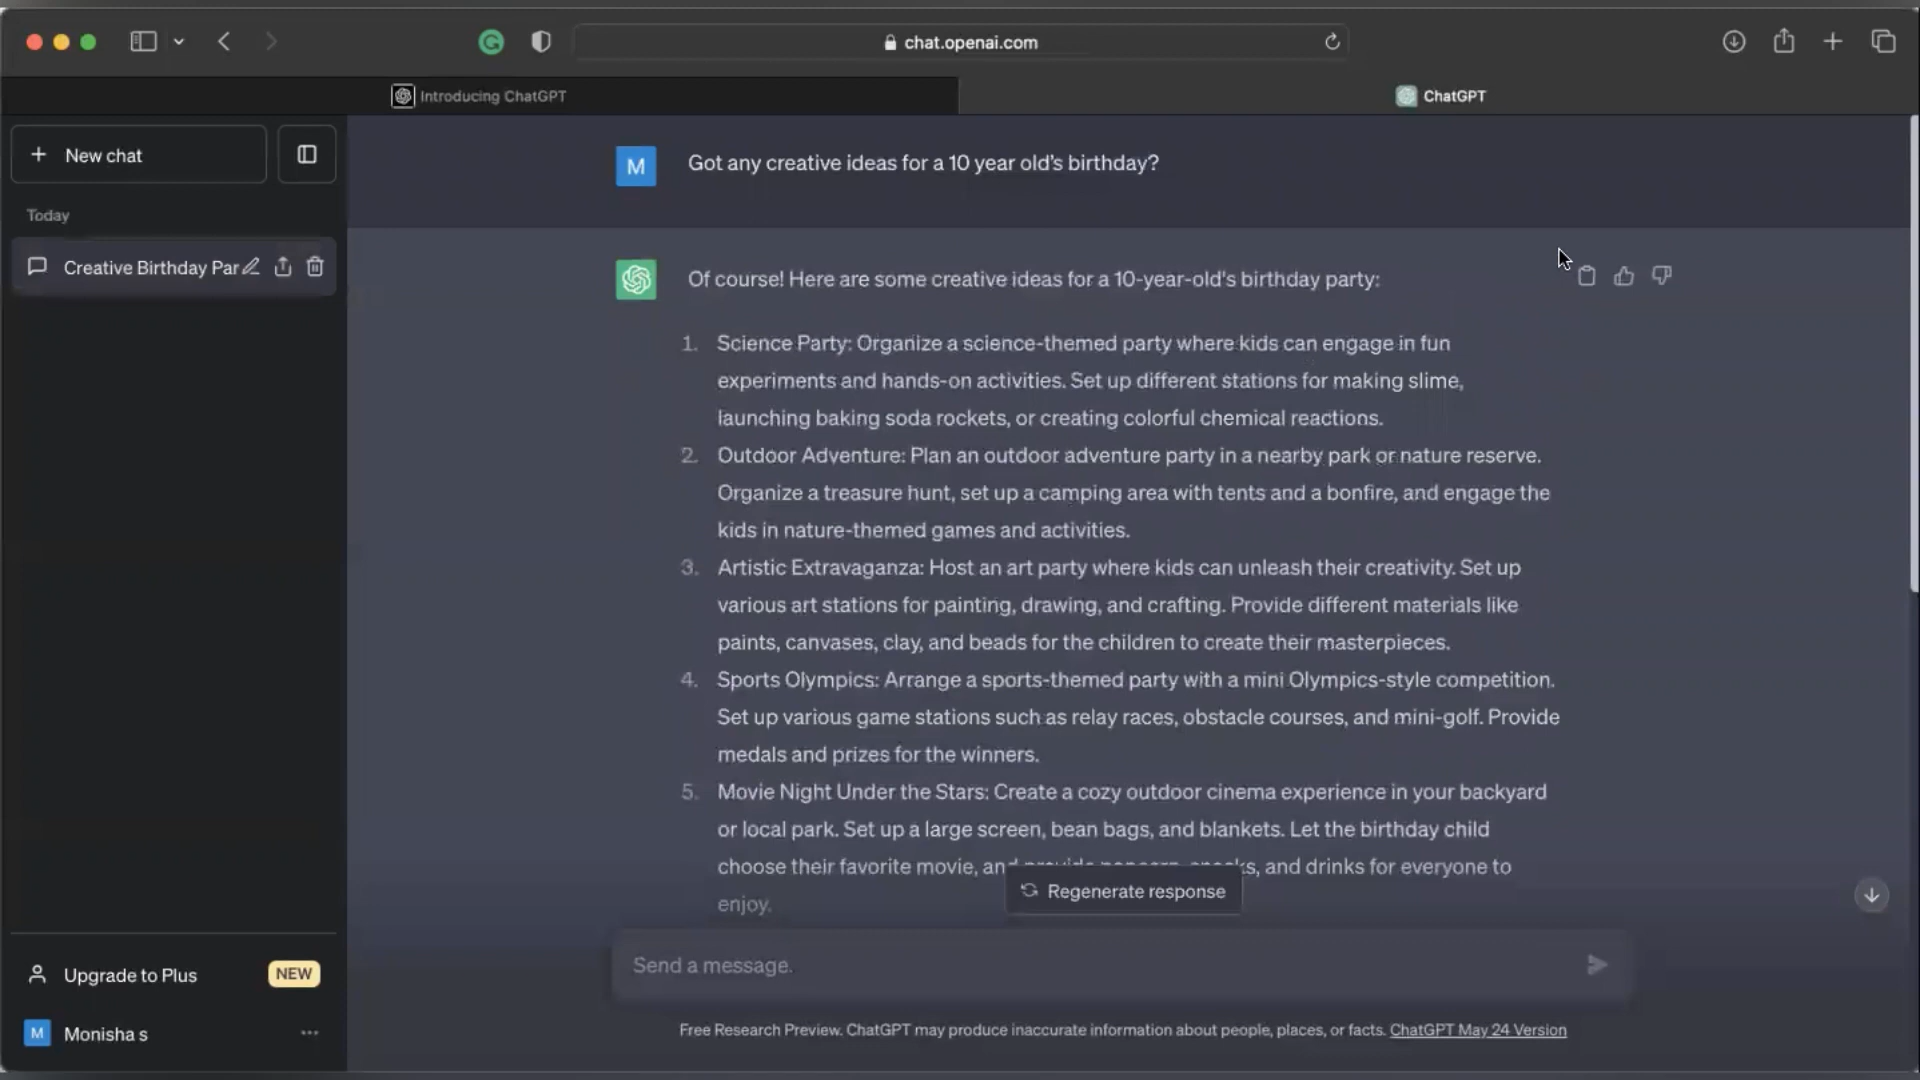 chat.openai.com
Introducing ChatGPT
ChatGPT
New chat
Today
Creative Birthday Par
M
Got any creative ideas for a 10 year old's birthday?
Of course! Here are some creative ideas for a 10-year-old's birthday party:
1. Science Party: Organize a science-themed party where kids can engage in fun
experiments and hands-on activities. Set up different stations for making slime,
launching baking soda rockets, or creating colorful chemical reactions.
2. Outdoor Adventure: Plan an outdoor adventure party in a nearby park or nature reserve.
Organize a treasure hunt, set up a camping area with tents and a bonfire, and engage the
kids in nature-themed games and activities.
3. Artistic Extravaganza: Host an art party where kids can unleash their creativity. Set up
various art stations for painting, drawing, and crafting. Provide different materials like
paints, canvases, clay, and beads for the children to create their masterpieces.
4. Sports Olympics: Arrange a sports-themed party with a mini Olympics-style competition.
Set up various game stations such as relay races, obstacle courses, and mini-golf. Provide
medals and prizes for the winners.
5. Movie Night Under the Stars: Create a cozy outdoor cinema experience in your backyard
or local park. Set up a large screen, bean bags, and blankets. Let the birthday child
choose their favorite movie, and and drinks for everyone to
enjoy.
Regenerate response
Send a message.
Free Research Preview. ChatGPT may produce inaccurate information about people, places, or facts. ChatGPT May 24 Version
Upgrade to Plus NEW
M Monisha s